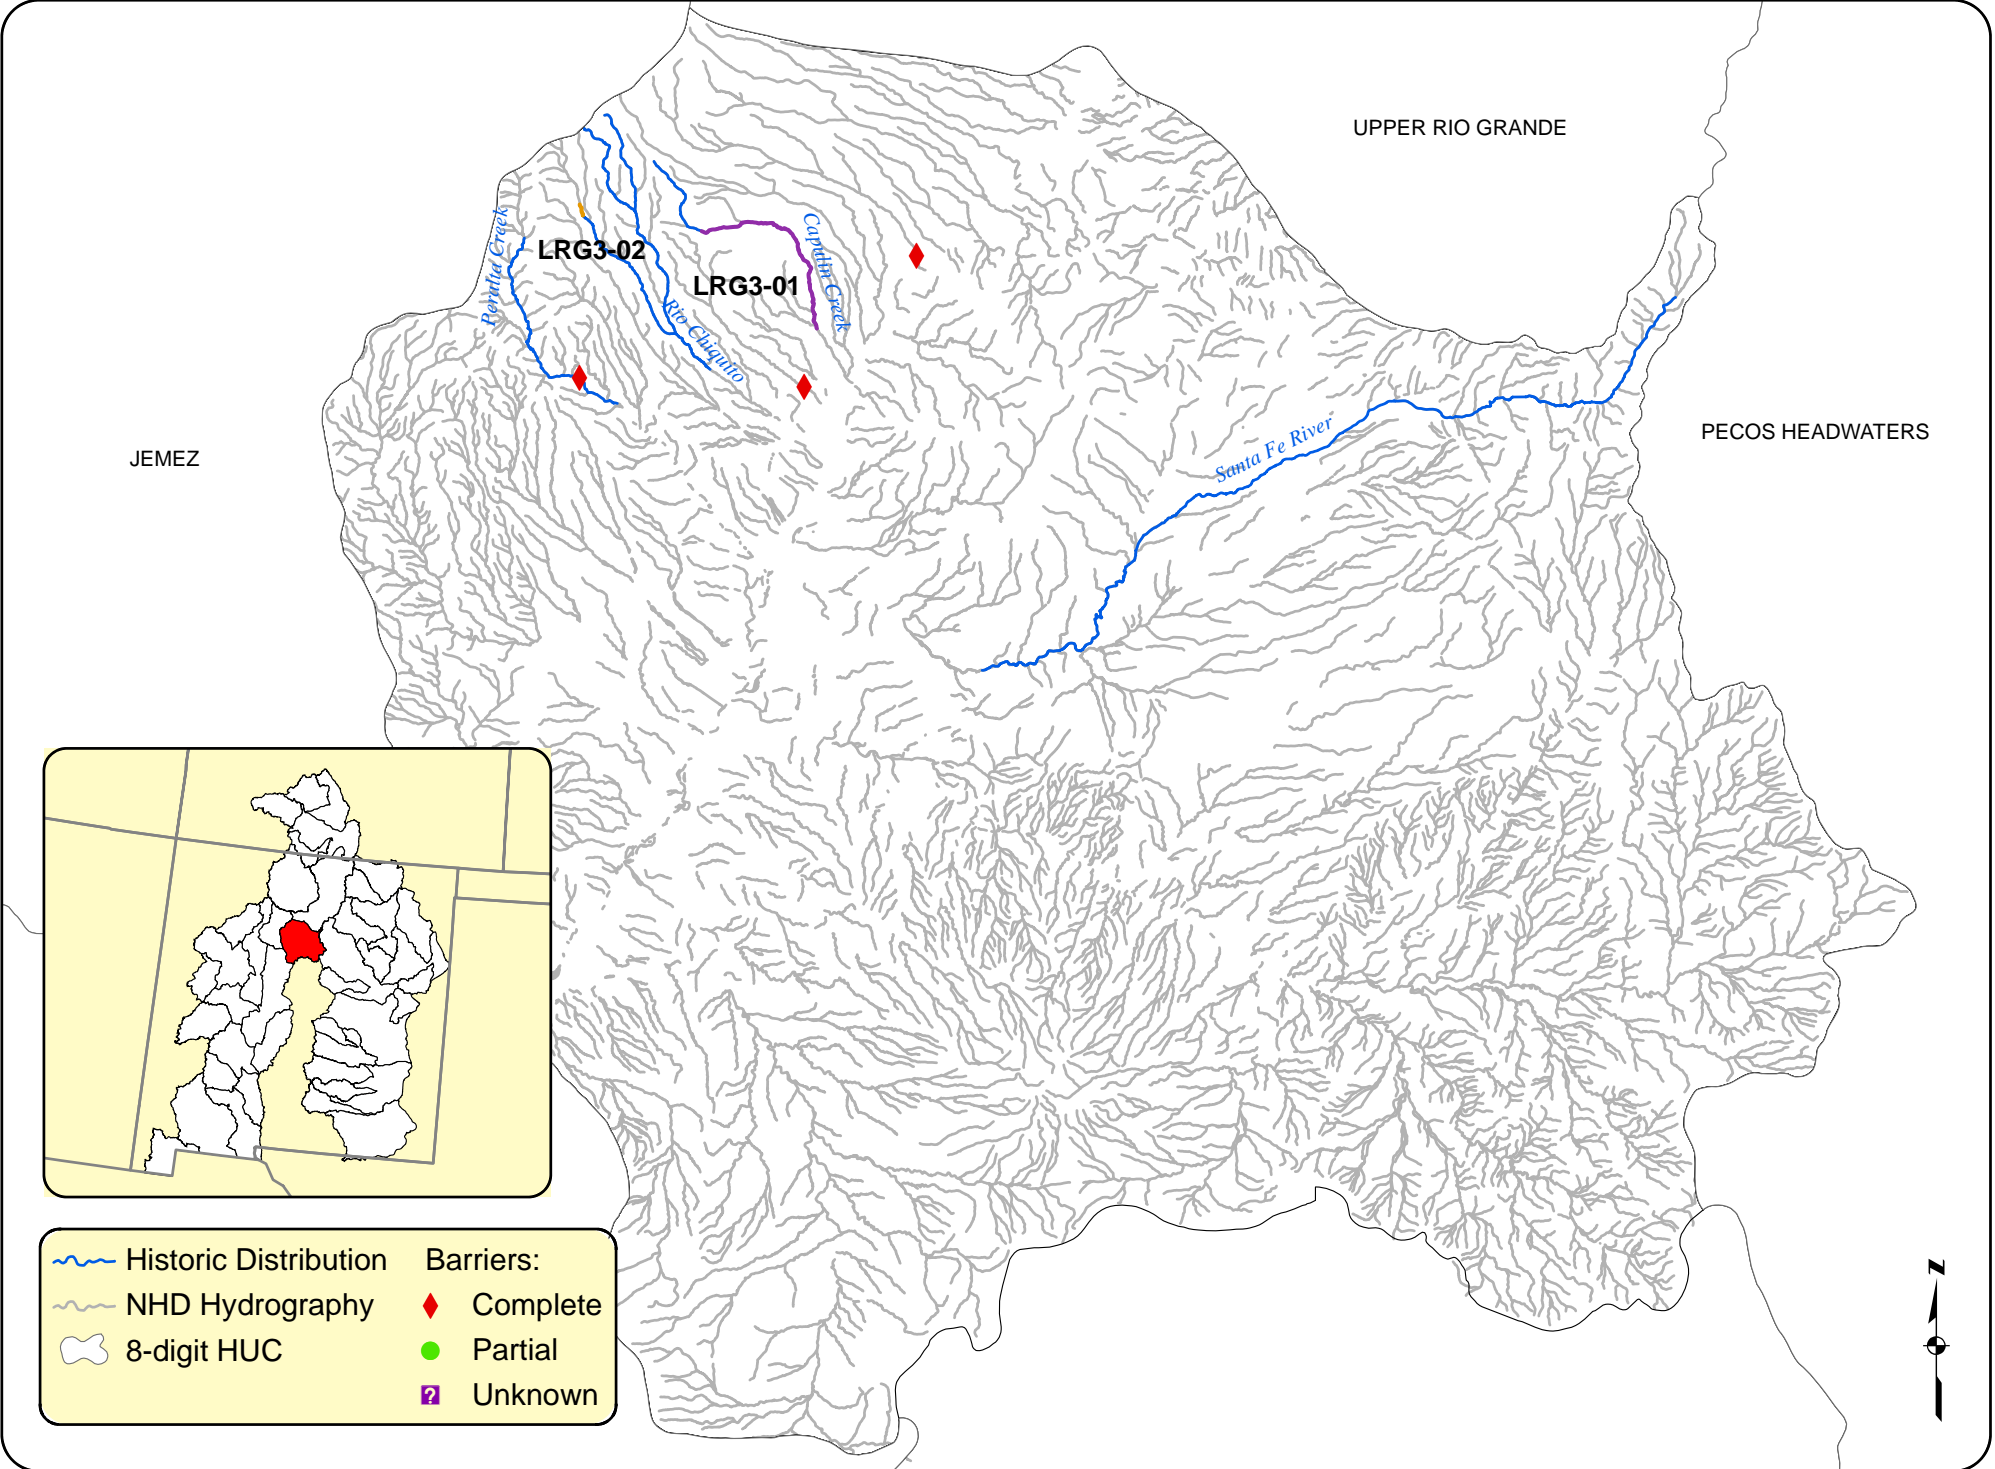 UPPER RIO GRANDE
Peralta Creek
LRG3-02
Capulin Creek
LRG3-01
Rio Chiquito
Santa Fe River
PECOS HEADWATERS
JEMEZ
Historic Distribution
NHD Hydrography
8-digit HUC
Barriers:
Complete
Partial
?
Unknown
N